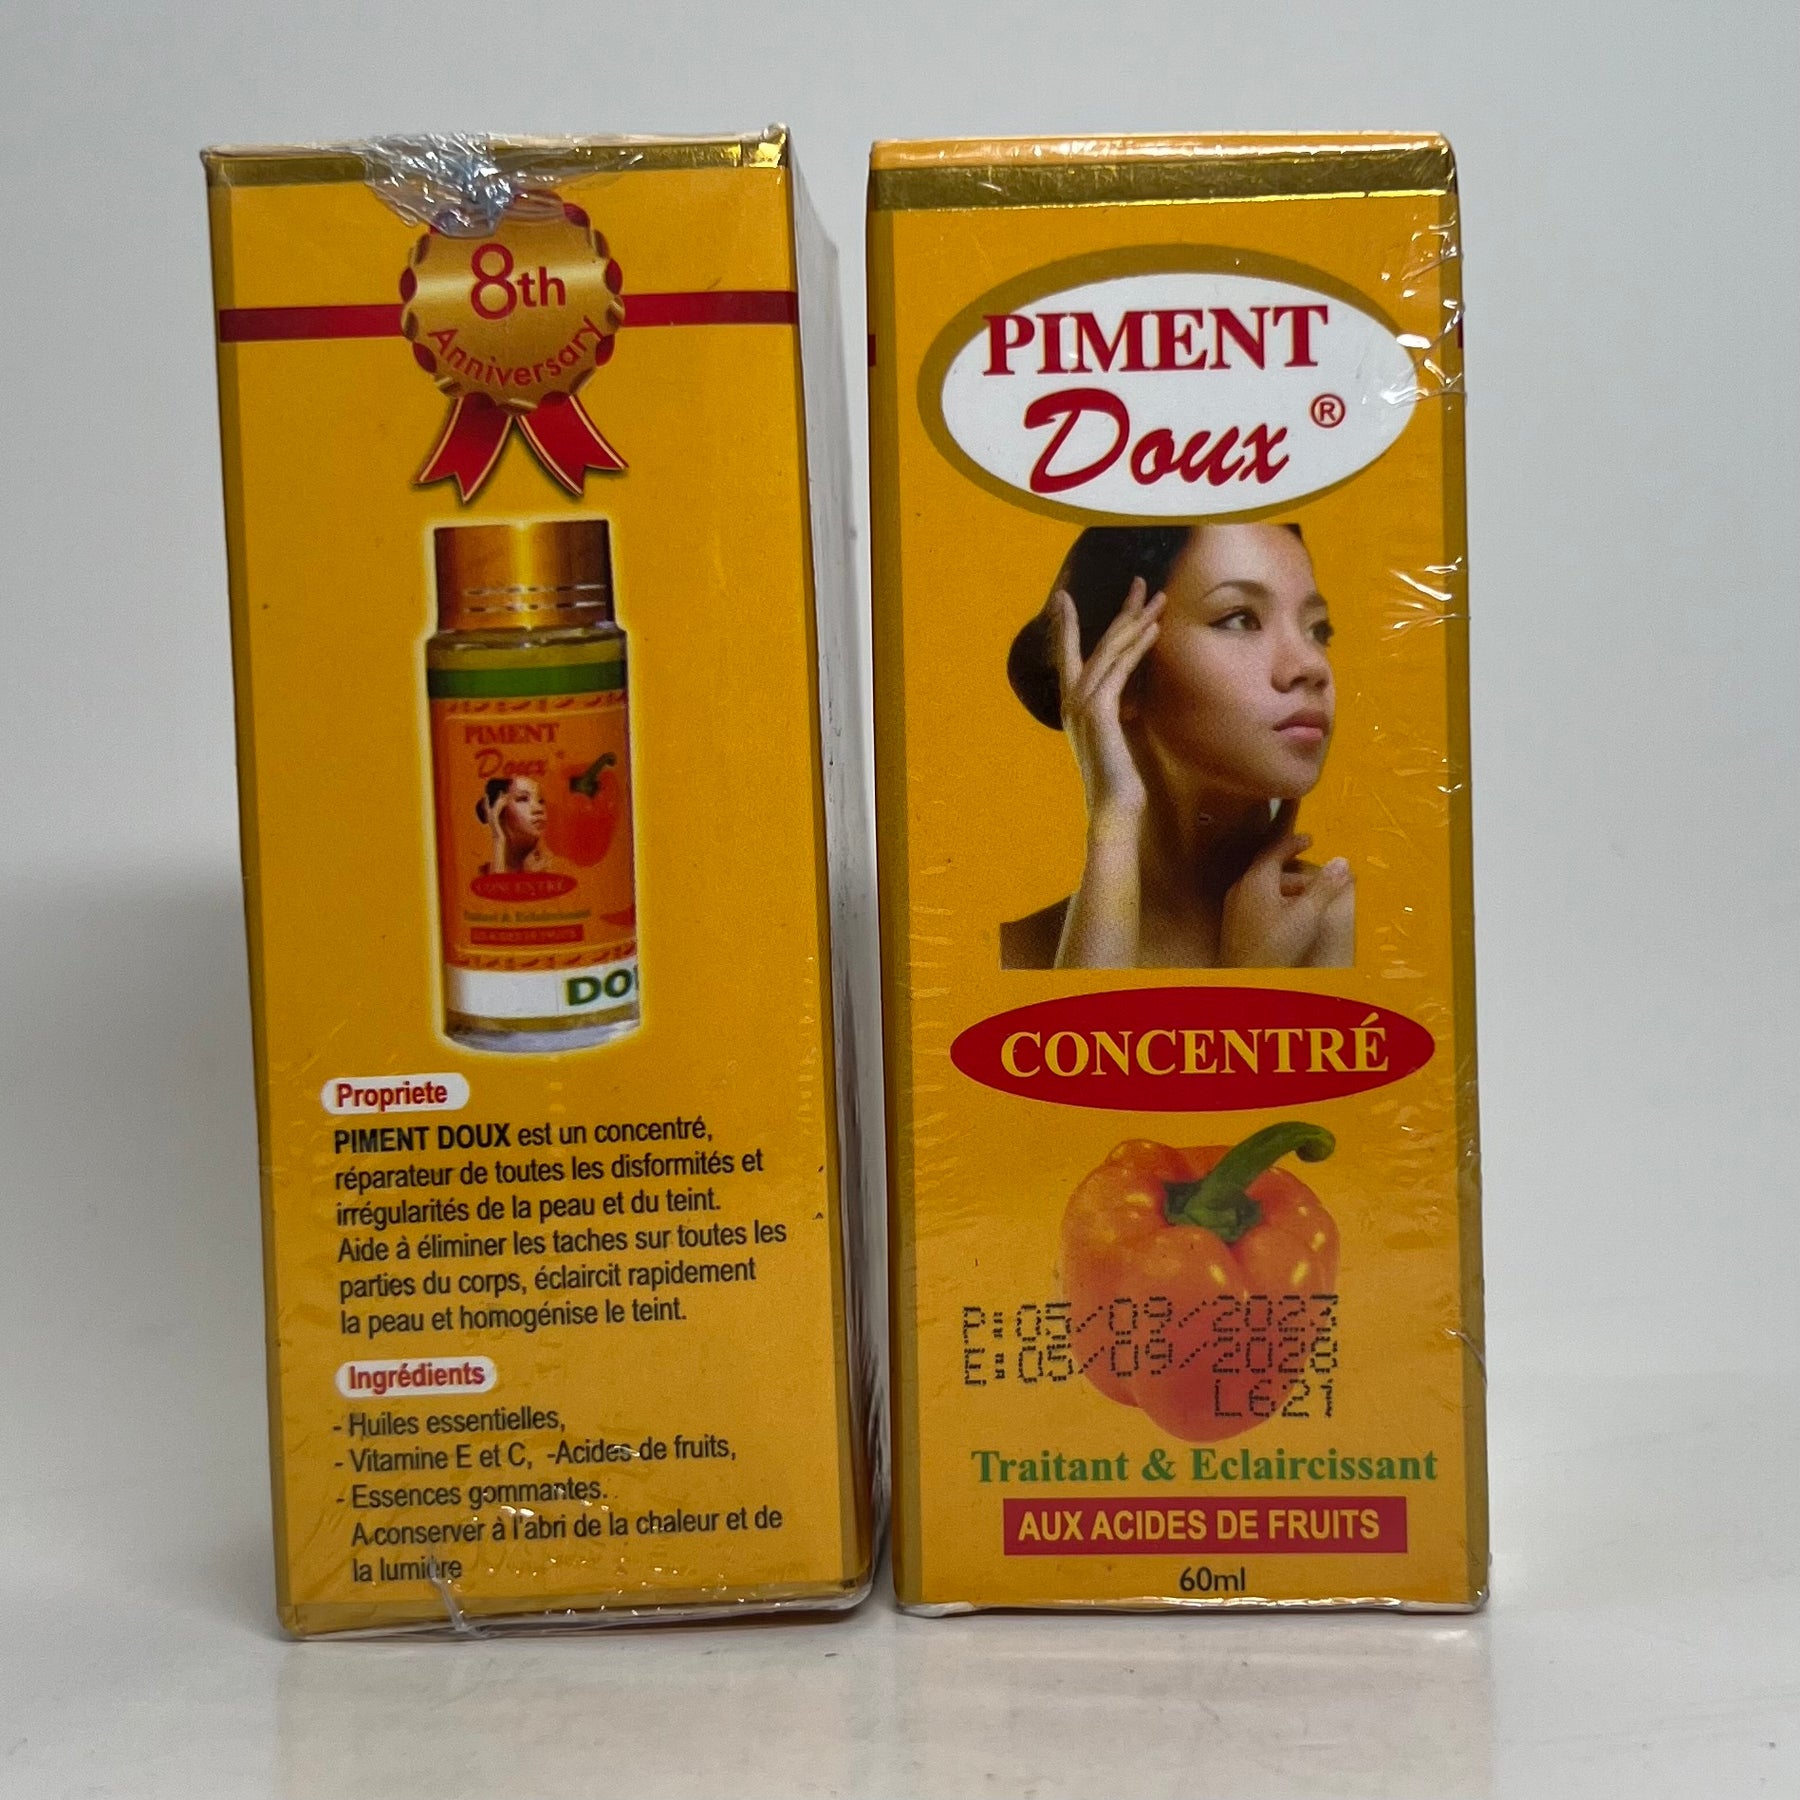 8th
Anniversary
PIMENT
Doux
CONCENTRÉ
Propriete
PIMENT DOUX est un concentré,
réparateur de toutes les disformités et
irrégularités de la peau et du teint.
Aide à éliminer les taches sur toutes les
parties du corps, éclaircit rapidement
la peau et homogénise le teint.
Ingrédients
- Huiles essentielles,
- Vitamine E et C, -Acides de fruits,
- Essences gommantes.
A conserver à l'abri de la chaleur et de
la lumière
PIMENT
Doux ®
CONCENTRÉ
P:05/09/2023
E:05/09/2028
L621
Traitant & Eclaircissant
AUX ACIDES DE FRUITS
60ml